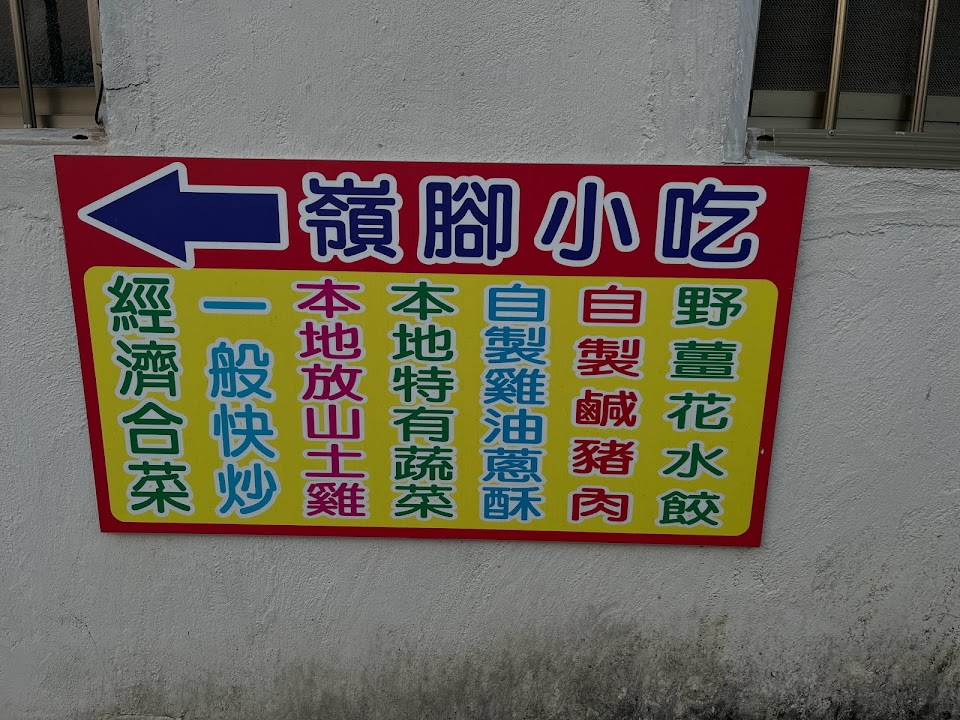 嶺腳小吃
野薑花水餃
自製鹹豬肉
自製雞油蔥酥
本地特有蔬菜
本地放山土雞
一般快炒
經濟合菜